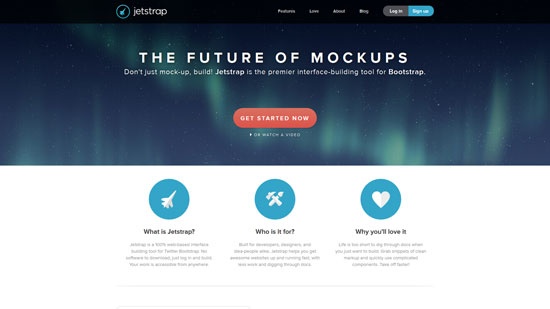 jetstrap
Features Love About Blog Log in Sign up
THE FUTURE OF MOCKUPS
Don't just mock-up, build! Jetstrap is the premier interface-building tool for Bootstrap.
GET STARTED NOW
OR WATCH A VIDEO
What is Jetstrap?
Jetstrap is a 100% web-based interface
building tool for Twitter Bootstrap. No
software to download, just log in and build.
Your work is accessible from anywhere.
Who is it for?
Built for developers, designers, and
idea-people alike, Jetstrap helps you get
awesome websites up and running fast, with
less work and digging through docs.
Why you'll love it
Life is too short to dig through docs when
you just want to build. Grab snippets of clean
markup and quickly use complicated
components. Take off faster!